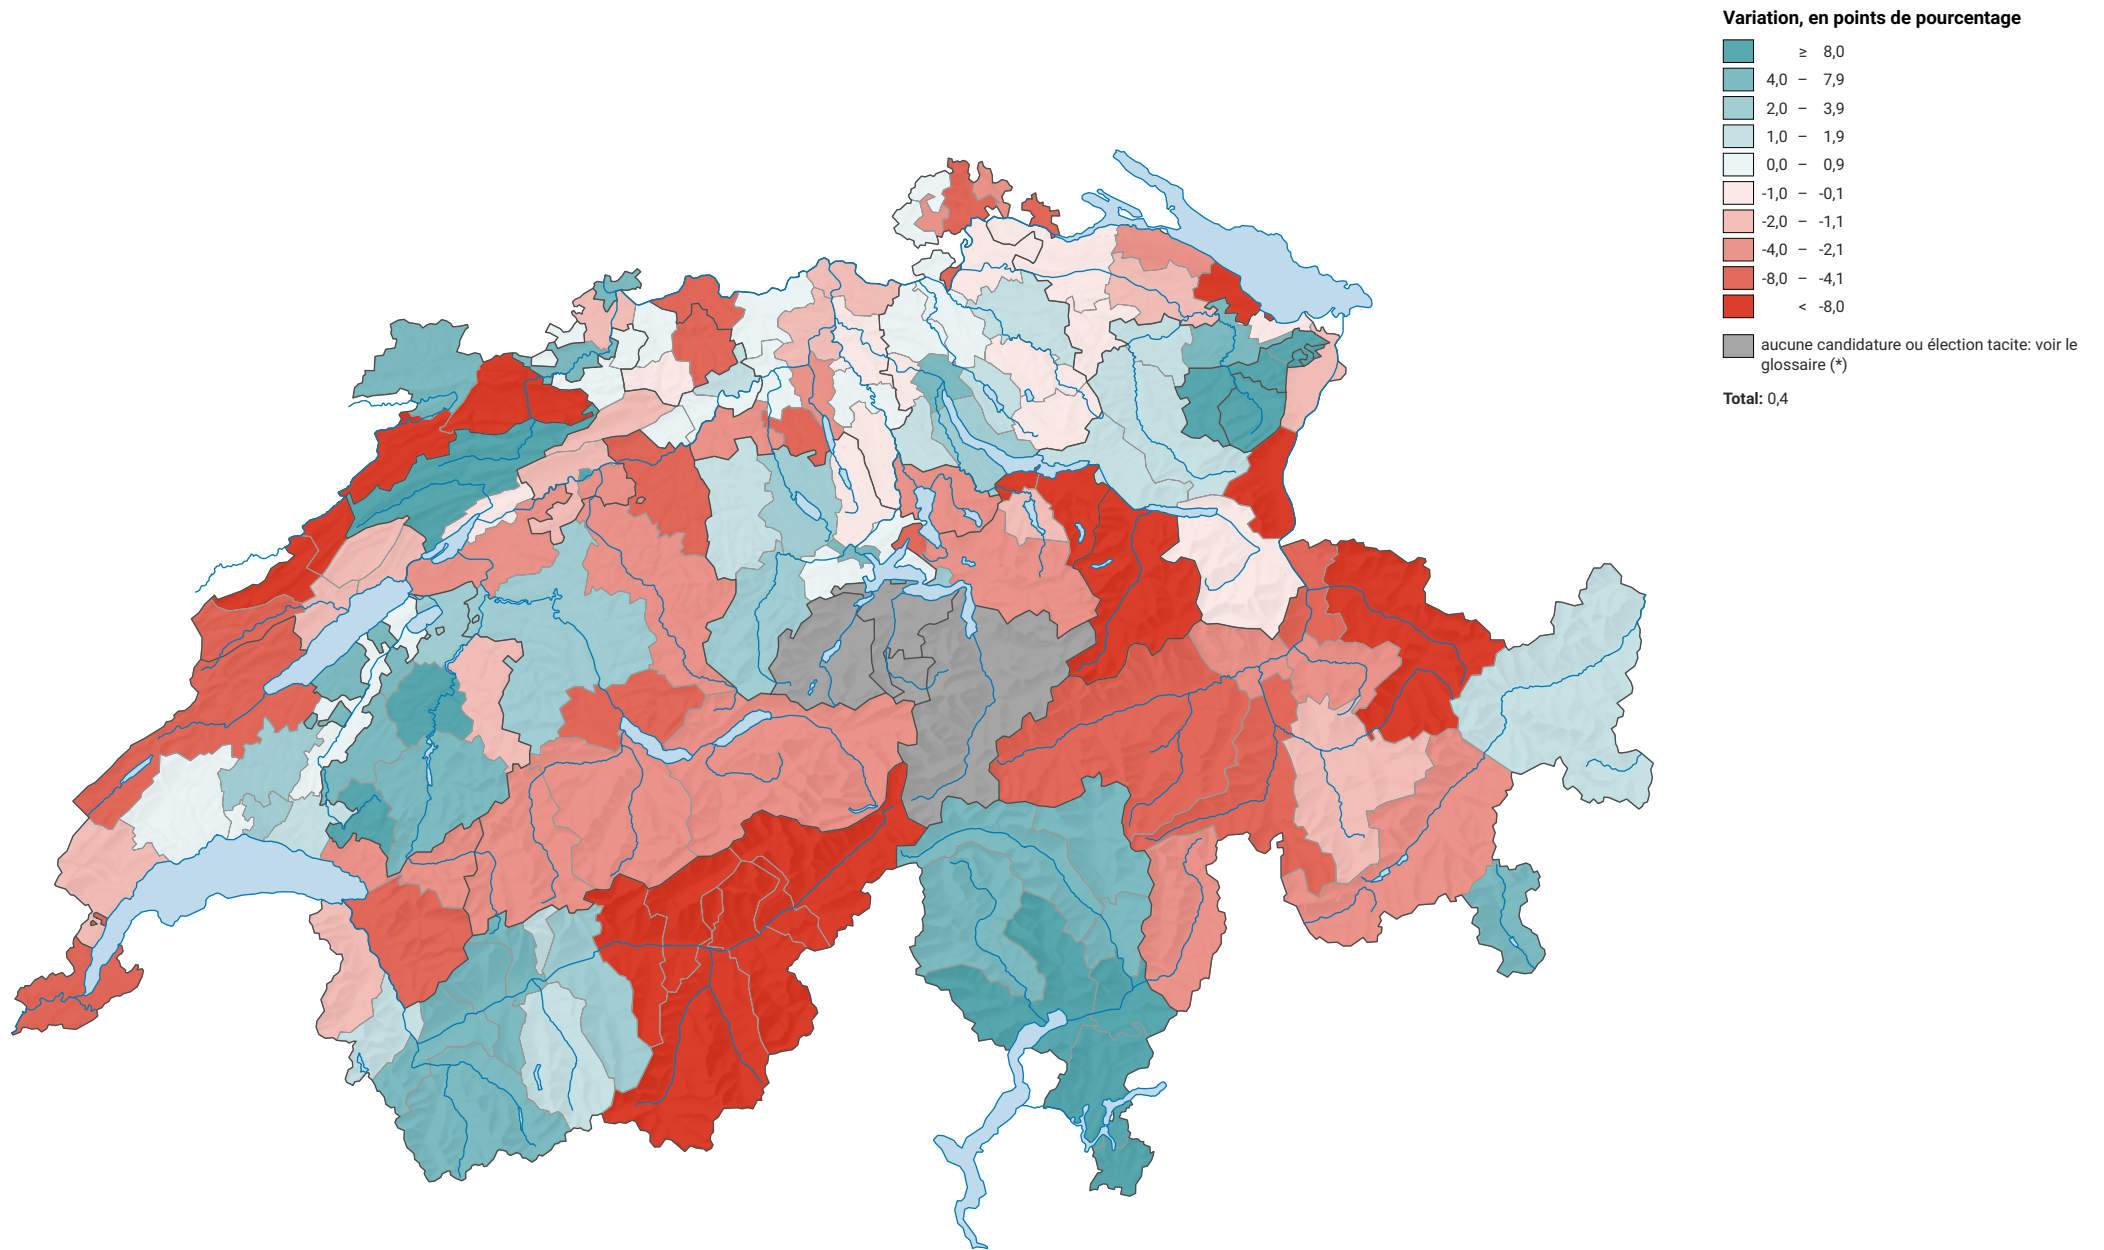 Variation, en points de pourcentage
≥ 8,0
4,0 – 7,9
2,0 – 3,9
1,0 – 1,9
0,0 – 0,9
-1,0 – -0,1
-2,0 – -1,1
-4,0 – -2,1
-8,0 – -4,1
< -8,0
aucune candidature ou élection tacite: voir le
glossaire (*)
Total: 0,4